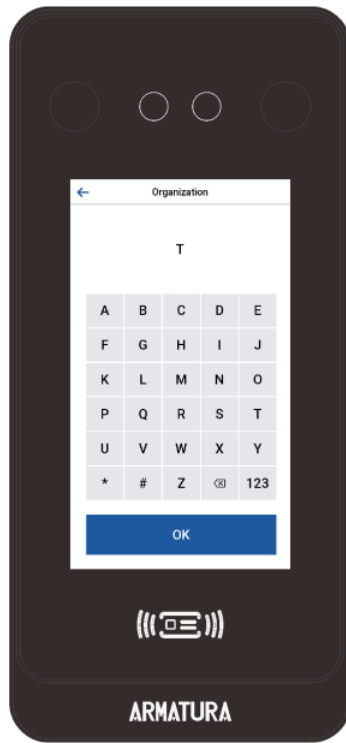 Organization
T
A B C D E
F G H I J
K L M N O
P Q R S T
U V W X Y
* # Z 123
OK
ARMATURA